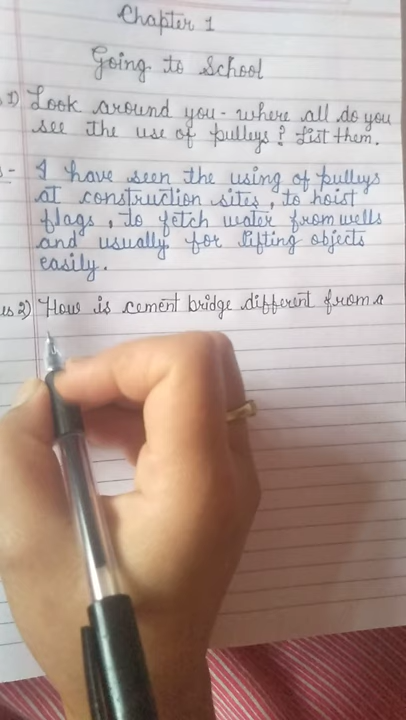 Chapter 1
Going to School
1) Look around you - where all do you
see the use of pulleys? List them.
- I have seen the using of pulleys
at construction sites, to hoist
flags, to fetch water from wells
and usually for lifting objects
easily.
es 2) How is cement bridge different from a